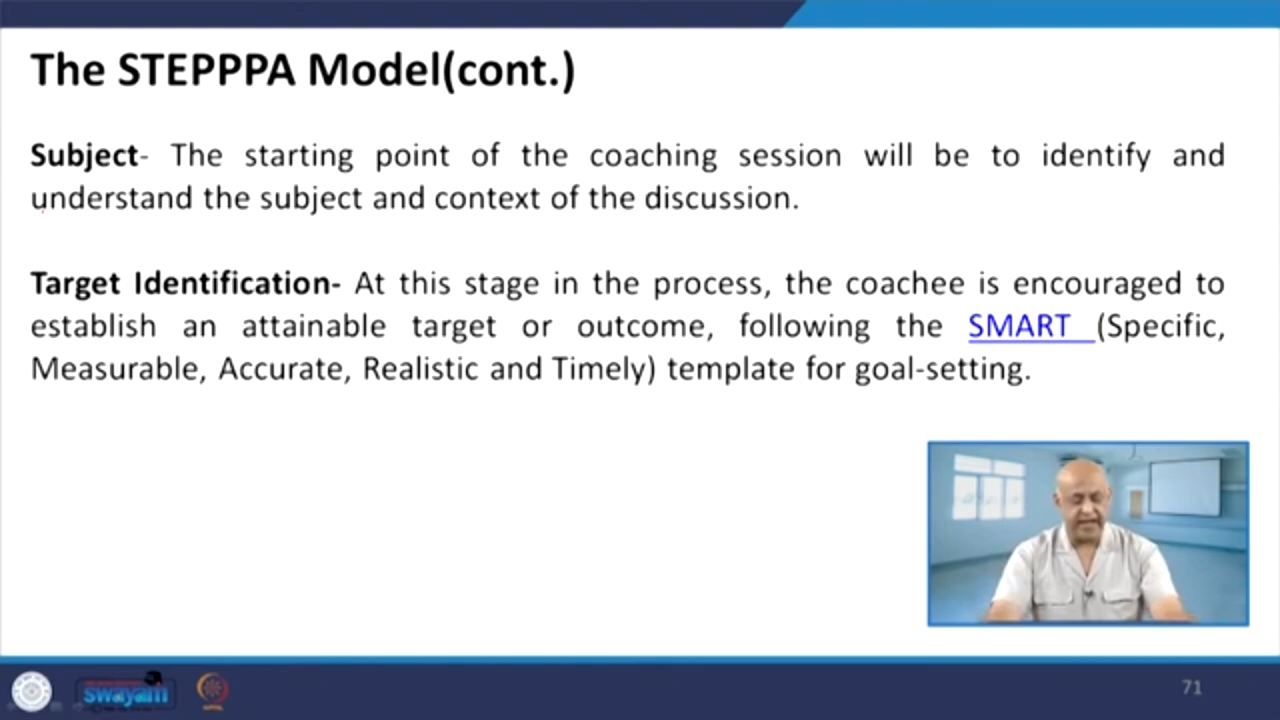 The STEPPPA Model(cont.)
Subject- The starting point of the coaching session will be to identify and
understand the subject and context of the discussion.
Target Identification- At this stage in the process, the coachee is encouraged to
establish an attainable target or outcome, following the SMART (Specific,
Measurable, Accurate, Realistic and Timely) template for goal-setting.
swayam
71